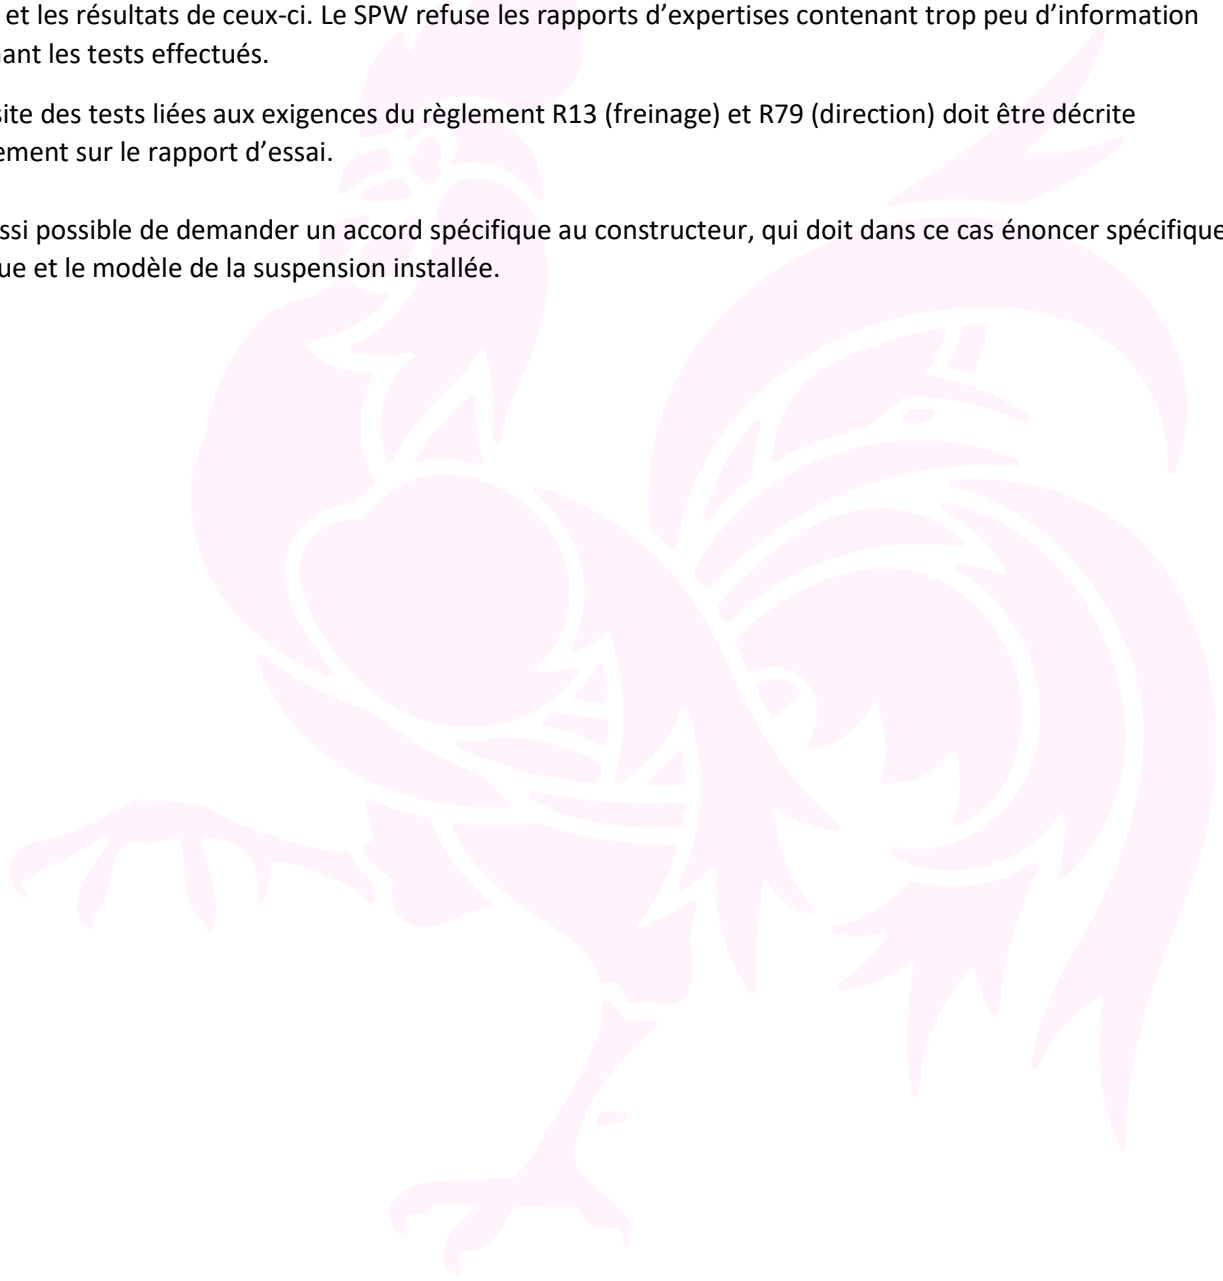 et les résultats de ceux-ci. Le SPW refuse les rapports d’expertises contenant trop peu d’information
ant les tests effectués.
site des tests liées aux exigences du règlement R13 (freinage) et R79 (direction) doit être décrite
ement sur le rapport d’essai.
ssi possible de demander un accord spécifique au constructeur, qui doit dans ce cas énoncer spécifique
ue et le modèle de la suspension installée.